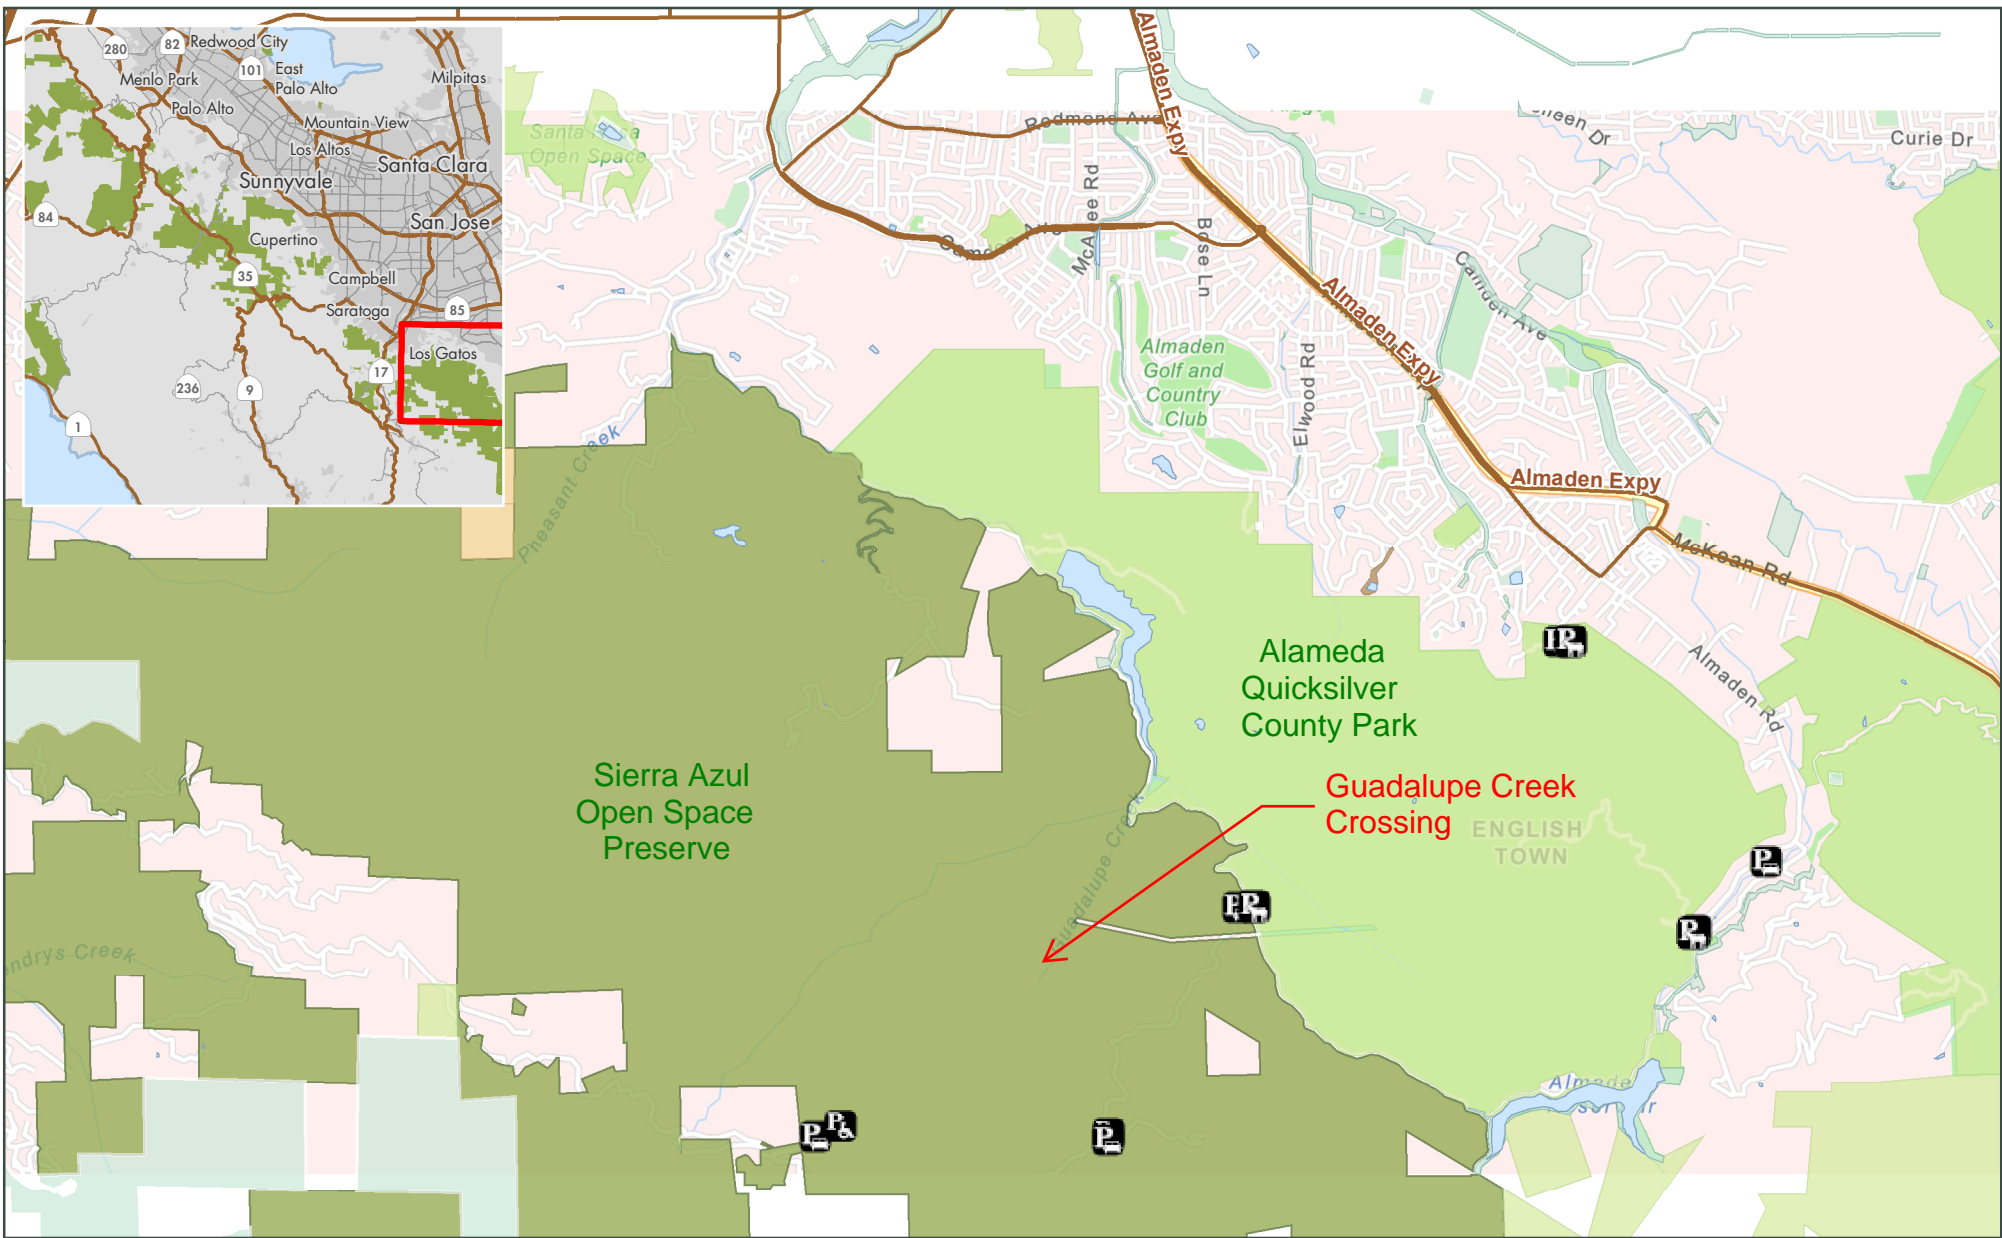 280
82
Redwood City
101
East
Palo Alto
Milpitas
Menlo Park
Palo Alto
Mountain View
Los Altos
Santa Clara
Sunnyvale
84
San Jose
Cupertino
35
Campbell
Saratoga
85
Los Gatos
17
236
9
1
Open Space
Almaden Expy
Redmond Ave
McAbee Rd
Bose Ln
Curie Dr
Camden Ave
Almaden Expy
Almaden
Golf and
Country
Club
Elwood Rd
Almaden Expy
McKean Rd
Pheasant Creek
Almaden Rd
Alameda
Quicksilver
County Park
Sierra Azul
Open Space
Preserve
Guadalupe Creek
Crossing
ENGLISH
TOWN
Guadalupe Creek
P
P
P
P
P